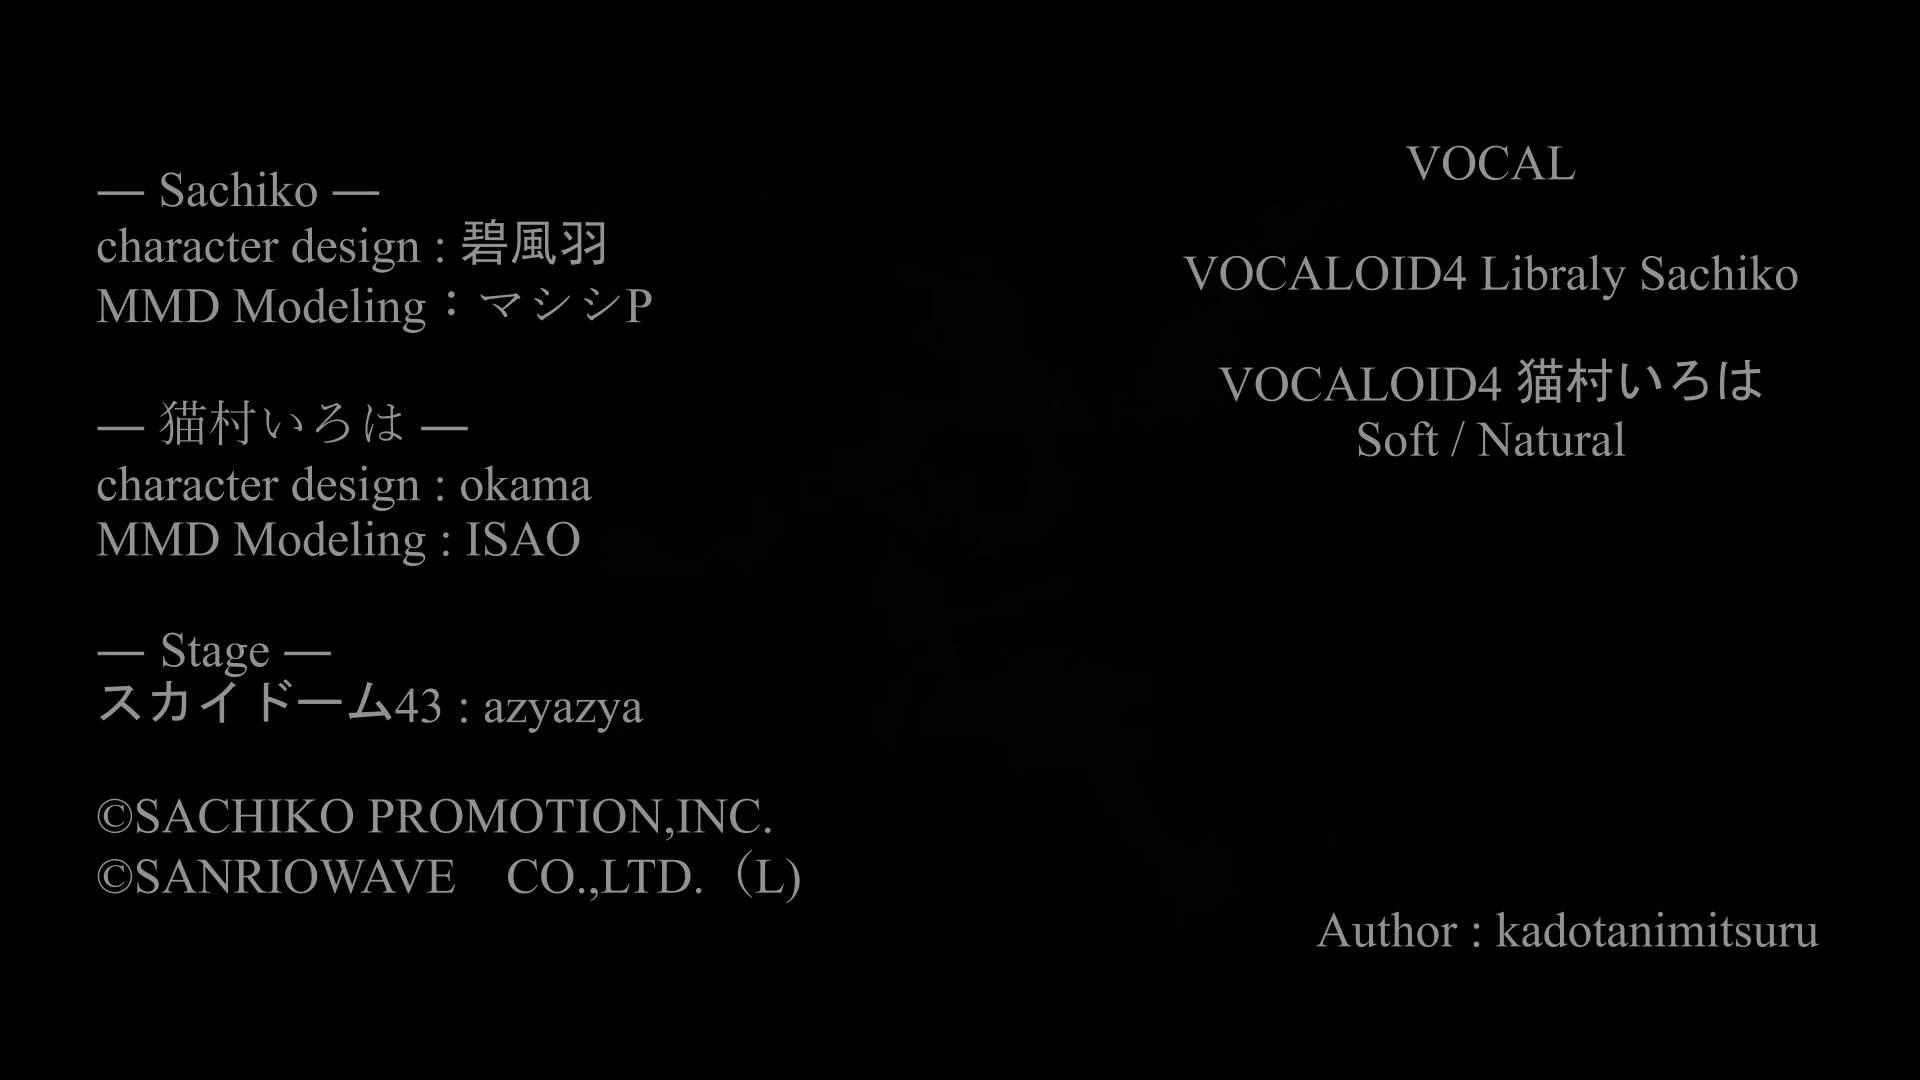 — Sachiko —
character design : 碧風羽
MMD Modeling：マシシP
— 猫村いろは —
character design : okama
MMD Modeling : ISAO
— Stage —
スカイドーム43 : azyazya
©SACHIKO PROMOTION,INC.
©SANRIOWAVE　CO.,LTD.（L)
VOCAL
VOCALOID4 Libraly Sachiko
VOCALOID4 猫村いろは
Soft / Natural
Author : kadotanimitsuru